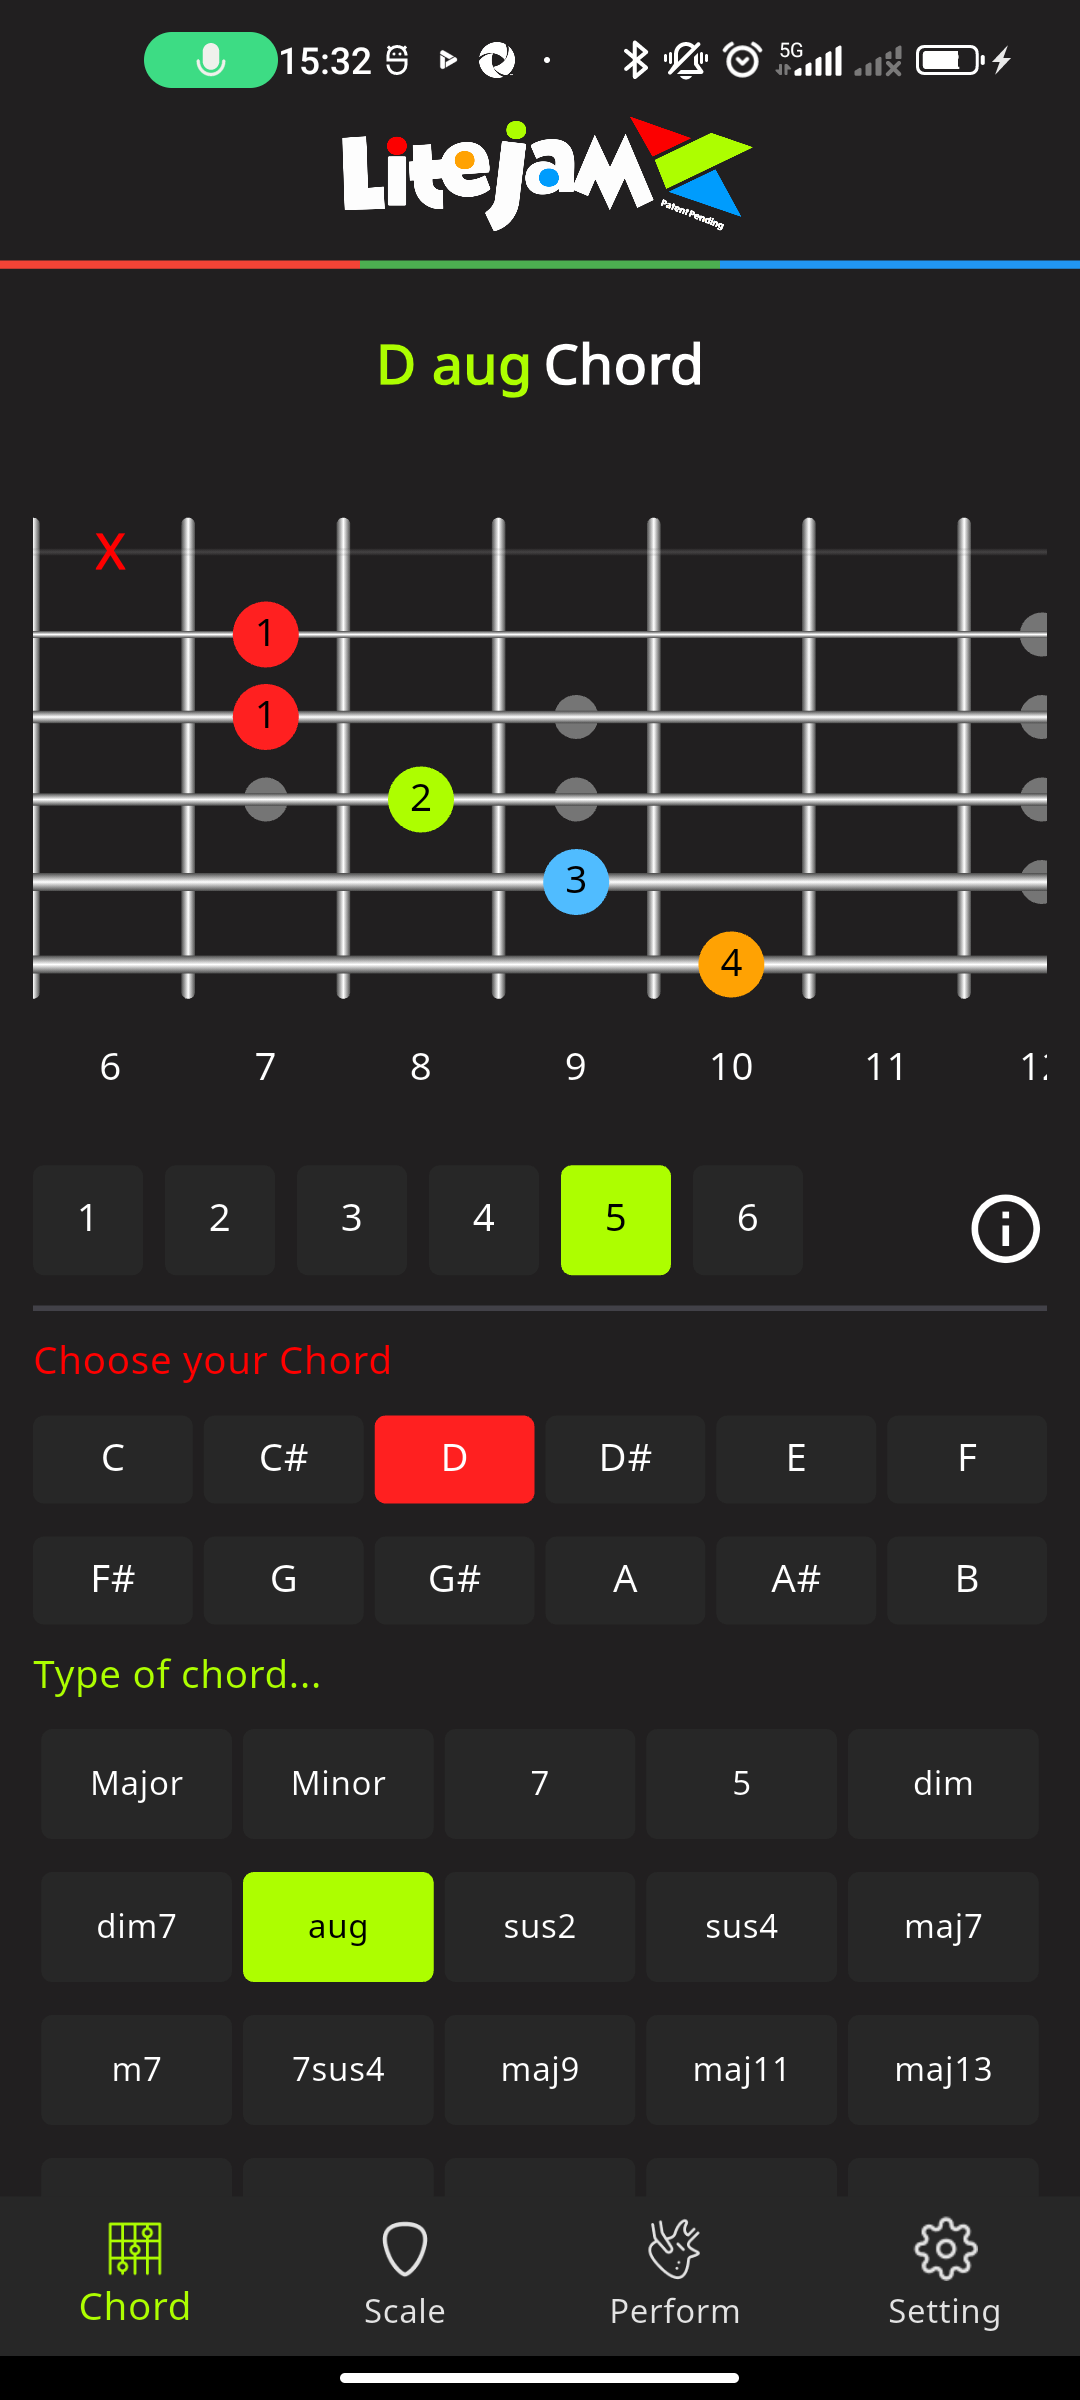 15:32
5G
Litejam
Patent Pending
D aug Chord
X
1
1
2
3
4
6 7 8 9 10 11
1 2 3 4 5 6
Choose your Chord
C C# D D# E F
F# G G# A A# B
Type of chord...
Major Minor 7 5 dim
dim7 aug sus2 sus4 maj7
m7 7sus4 maj9 maj11 maj13
Chord Scale Perform Setting